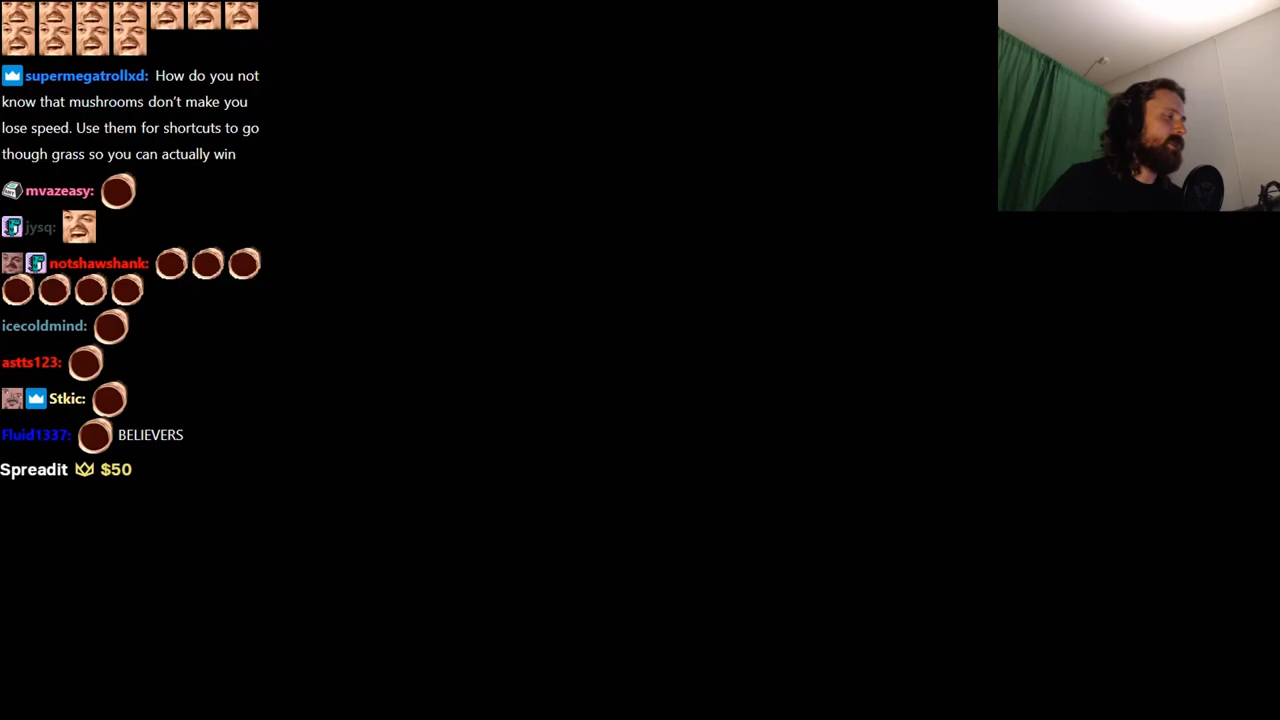 supermegatrollxd: How do you not
know that mushrooms don’t make you
lose speed. Use them for shortcuts to go
though grass so you can actually win
mvazeasy:
jysq:
notshawshank:
icecoldmind:
astts123:
Stkic:
Fluid1337: BELIEVERS
Spreadit $50